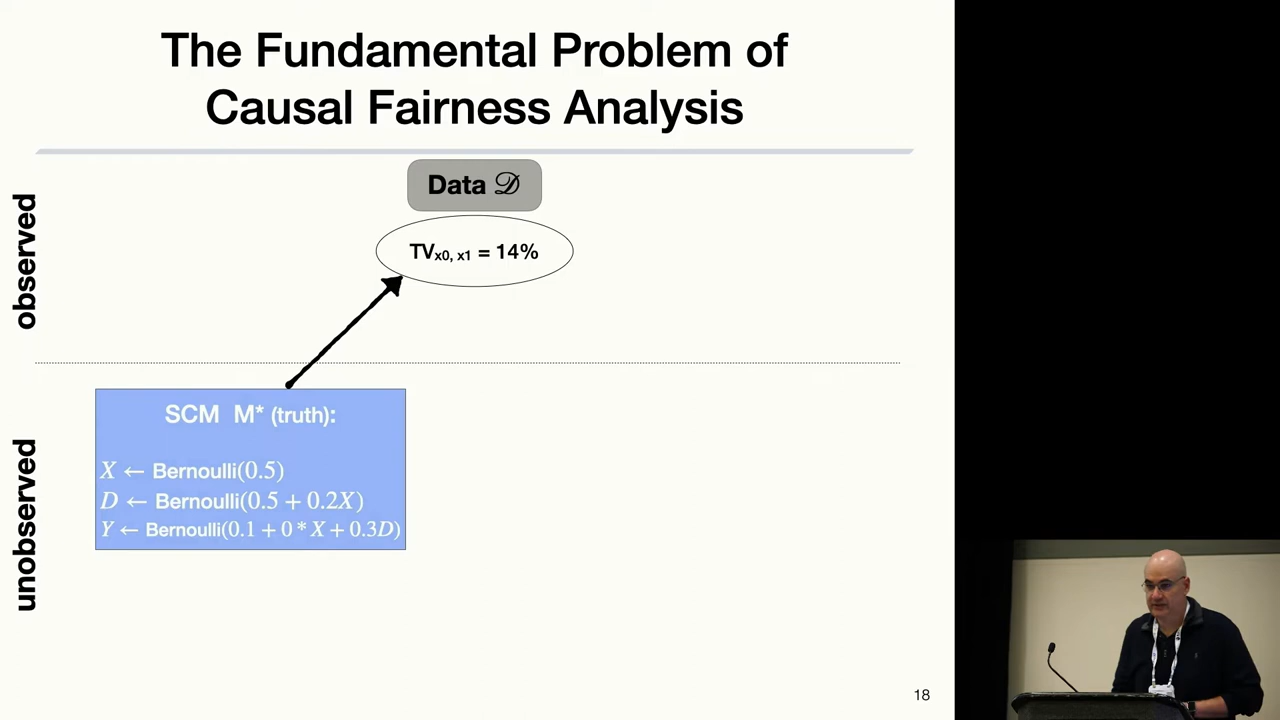 The Fundamental Problem of
Causal Fairness Analysis
observed
Data 𝒟
TVx0, x1 = 14%
unobserved
SCM M* (truth):
X ← Bernoulli(0.5)
D ← Bernoulli(0.5 + 0.2X)
Y ← Bernoulli(0.1 + 0 * X + 0.3D)
18